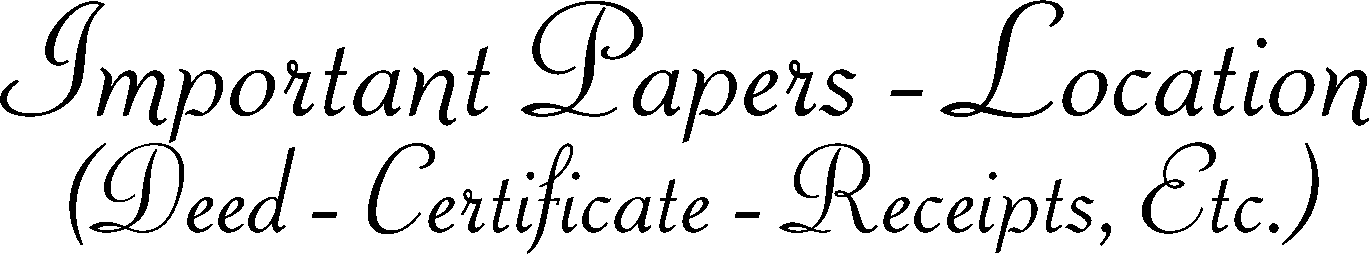 Important Papers - Location
(Deed - Certificate - Receipts, Etc.)